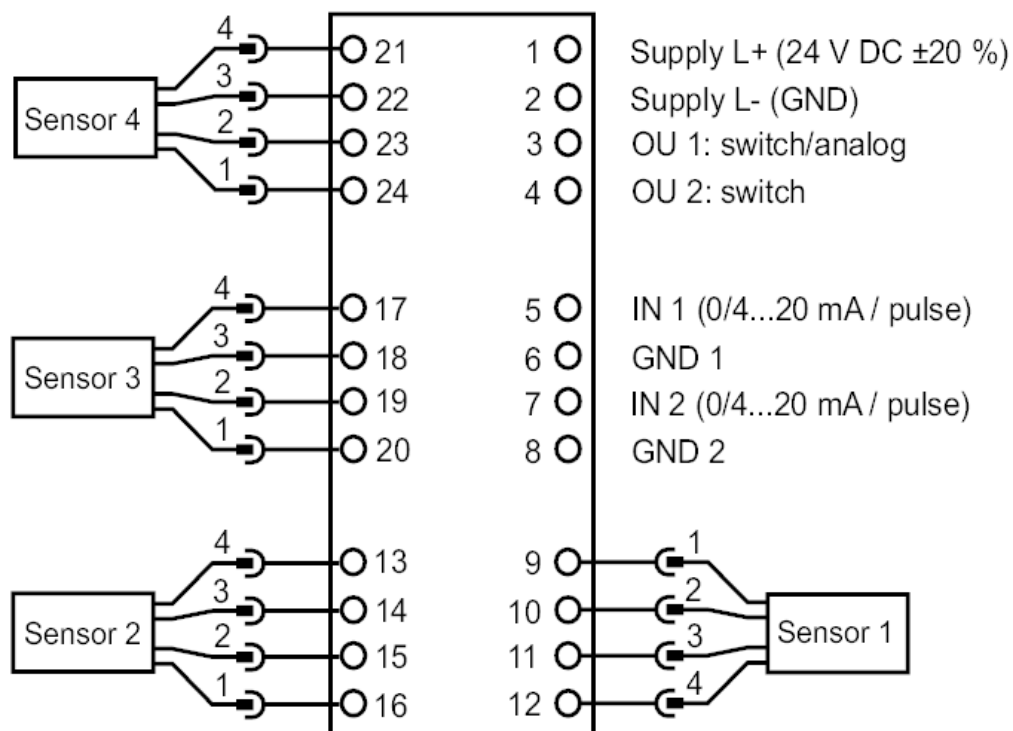 4 21 1 Supply L+ (24 V DC ±20 %)
3 22 2 Supply L- (GND)
Sensor 4
2 23 3 OU 1: switch/analog
1 24 4 OU 2: switch
4 17 5 IN 1 (0/4...20 mA / pulse)
3 18 6 GND 1
Sensor 3
2 19 7 IN 2 (0/4...20 mA / pulse)
1 20 8 GND 2
4 13 9 1
3 14 10 2
Sensor 2 Sensor 1
2 15 11 3
1 16 12 4